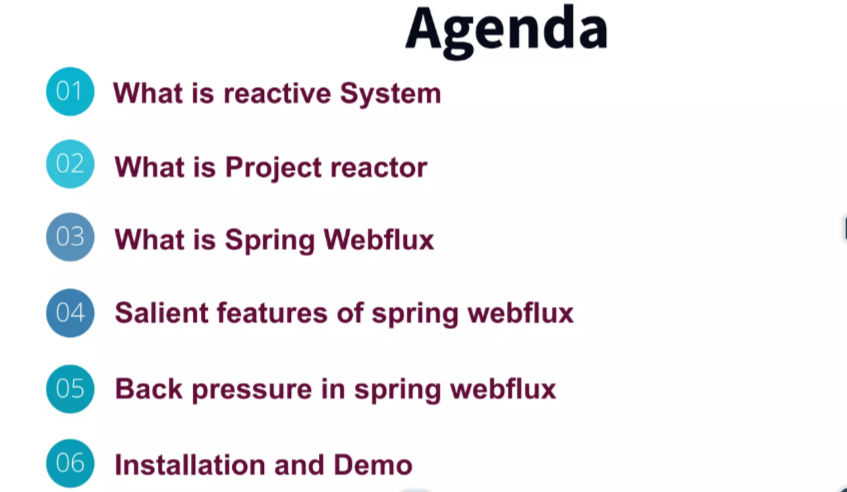 Agenda
01 What is reactive System
02 What is Project reactor
03 What is Spring Webflux
04 Salient features of spring webflux
05 Back pressure in spring webflux
06 Installation and Demo